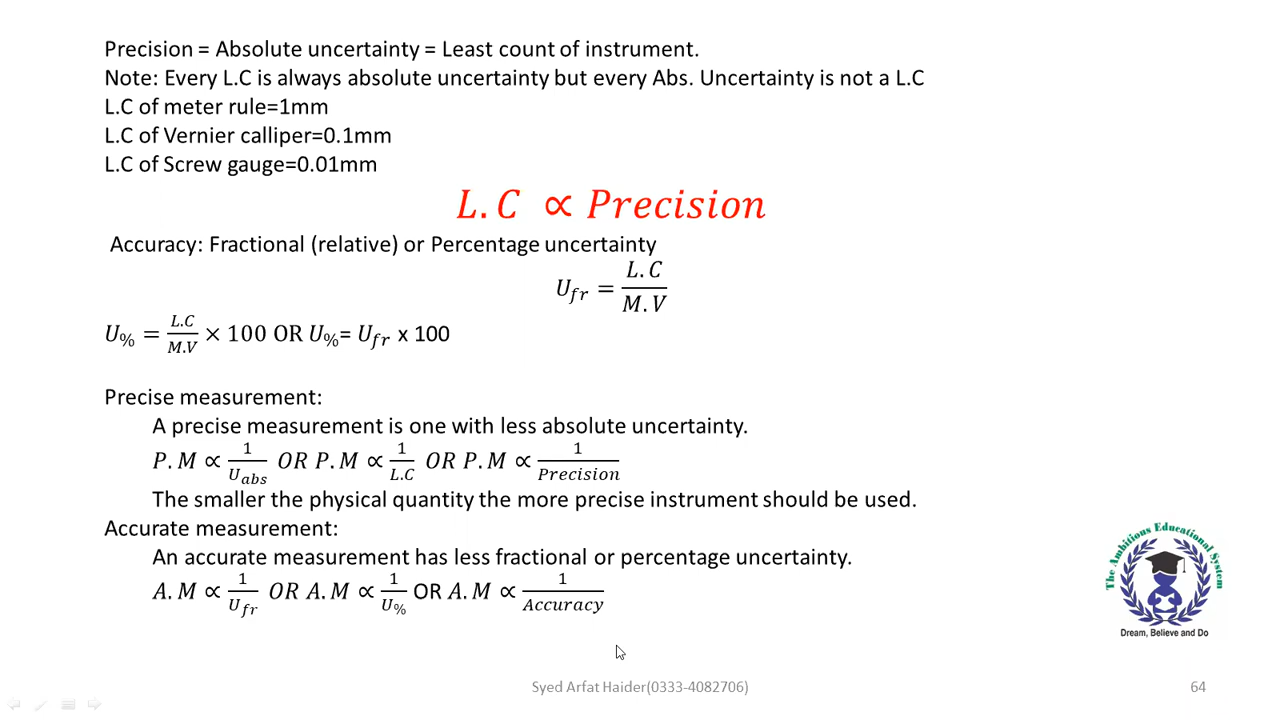 Precision = Absolute uncertainty = Least count of instrument.
Note: Every L.C is always absolute uncertainty but every Abs. Uncertainty is not a L.C
L.C of meter rule=1mm
L.C of Vernier calliper=0.1mm
L.C of Screw gauge=0.01mm
L.C ∝ Precision
Accuracy: Fractional (relative) or Percentage uncertainty
U_fr = L.C / M.V
U_% = L.C / M.V × 100 OR U_%= U_fr x 100
Precise measurement:
A precise measurement is one with less absolute uncertainty.
P.M ∝ 1 / U_abs OR P.M ∝ 1 / L.C OR P.M ∝ 1 / Precision
The smaller the physical quantity the more precise instrument should be used.
Accurate measurement:
An accurate measurement has less fractional or percentage uncertainty.
A.M ∝ 1 / U_fr OR A.M ∝ 1 / U_% OR A.M ∝ 1 / Accuracy
The Ambitious Educational System
Dream, Believe and Do
Syed Arfat Haider(0333-4082706)
64